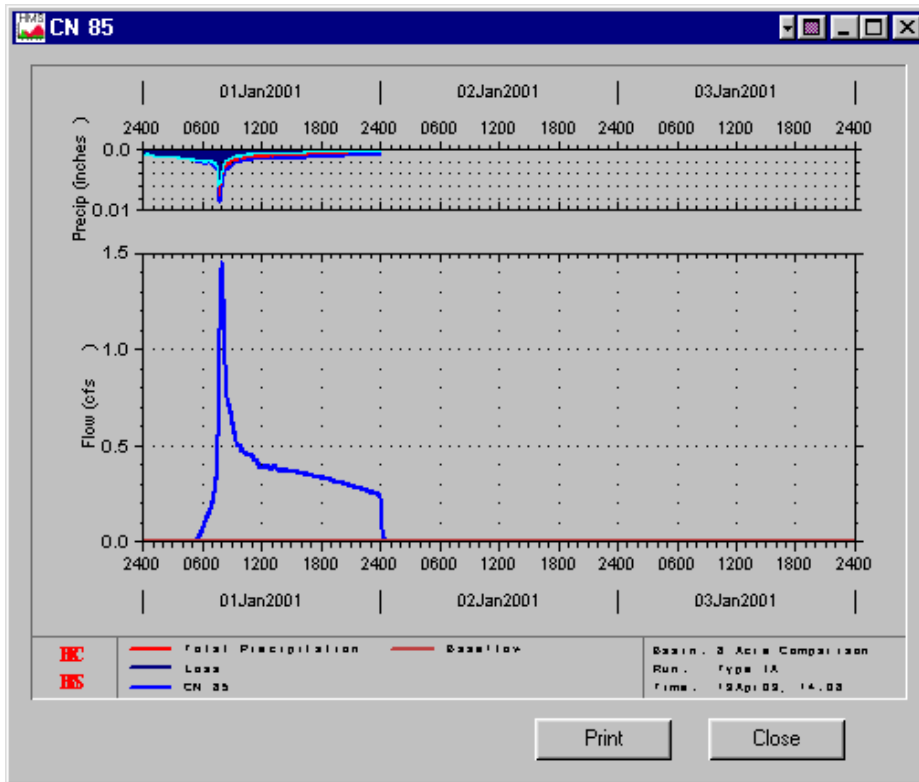 HMS CN 85
01Jan2001 02Jan2001 03Jan2001
2400 0600 1200 1800 2400 0600 1200 1800 2400 0600 1200 1800 2400
0.0
Precip (inches )
0.01
1.5
1.0
Flow (cfs )
0.5
0.0
2400 0600 1200 1800 2400 0600 1200 1800 2400 0600 1200 1800 2400
01Jan2001 02Jan2001 03Jan2001
HEC Total Precipitation Baseflow Basin. 8 Acre Comparison
Loss Run. Type IA
HMS CN 85 Time.
Print Close